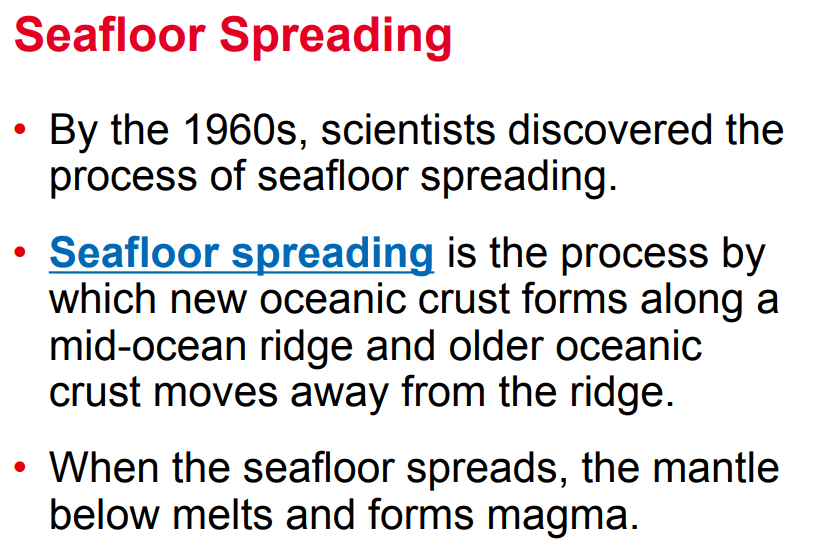 Seafloor Spreading
• By the 1960s, scientists discovered the
process of seafloor spreading.
• Seafloor spreading is the process by
which new oceanic crust forms along a
mid-ocean ridge and older oceanic
crust moves away from the ridge.
• When the seafloor spreads, the mantle
below melts and forms magma.